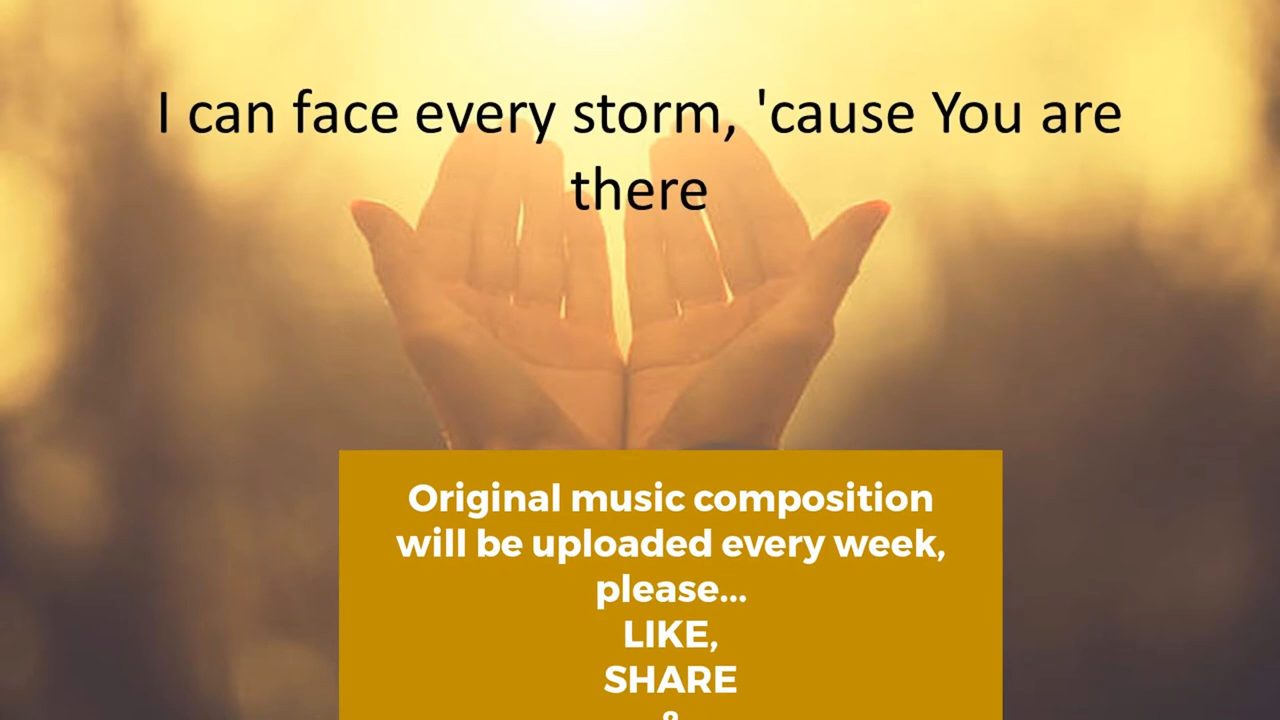 I can face every storm, 'cause You are
there
Original music composition
will be uploaded every week,
please...
LIKE,
SHARE
&